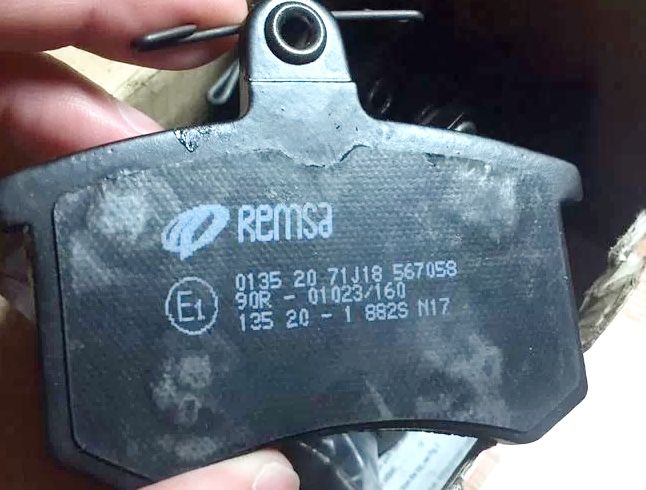 Remsa
0135 20 71J18 567058
E1 90R - 01023/160
135 20 - 1 882S N17